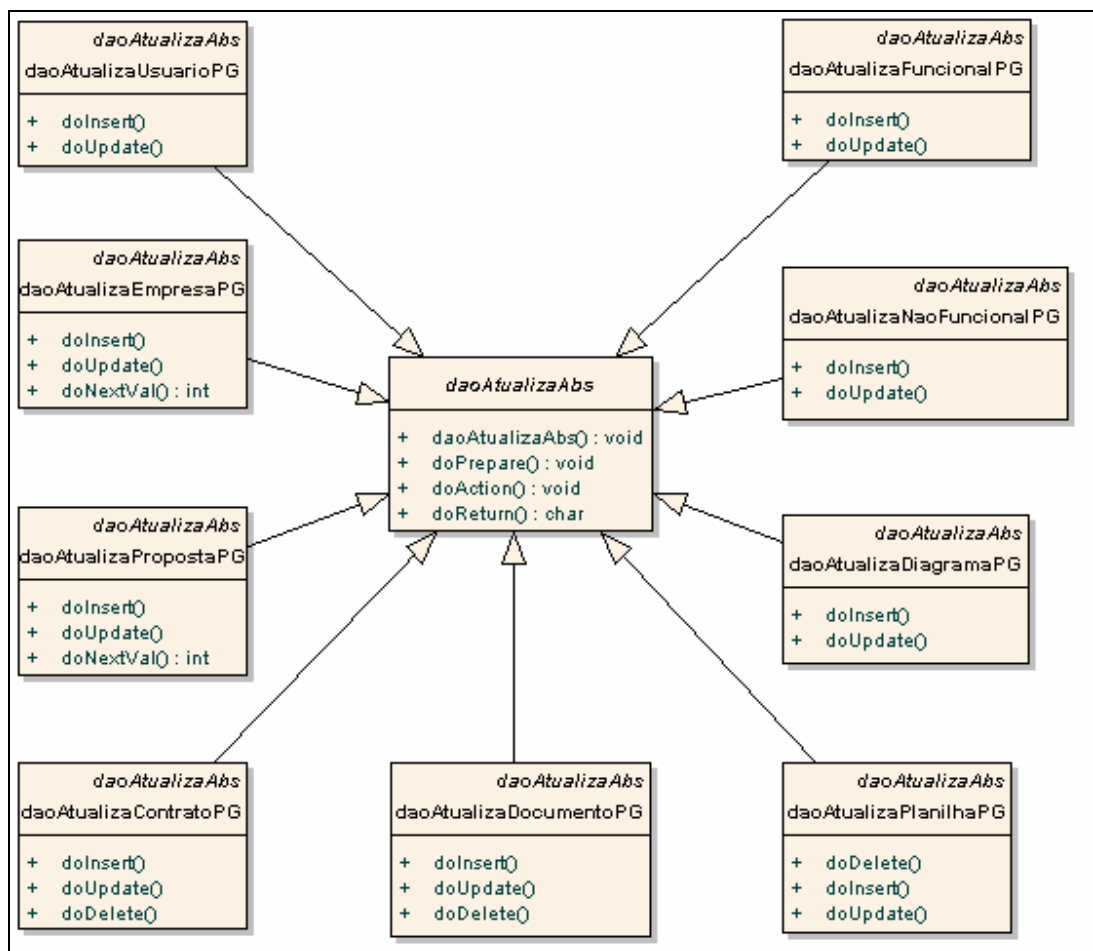 daoAtualizaAbs
daoAtualizaUsuarioPG
+ doInsert()
+ doUpdate()
daoAtualizaAbs
daoAtualizaFuncionalPG
+ doInsert()
+ doUpdate()
daoAtualizaAbs
daoAtualizaEmpresaPG
+ doInsert()
+ doUpdate()
+ doNextVal() : int
daoAtualizaAbs
daoAtualizaNaoFuncionalPG
+ doInsert()
+ doUpdate()
daoAtualizaAbs
+ daoAtualizaAbs() : void
+ doPrepare() : void
+ doAction() : void
+ doReturn() : char
daoAtualizaAbs
daoAtualizaPropostaPG
+ doInsert()
+ doUpdate()
+ doNextVal() : int
daoAtualizaAbs
daoAtualizaDiagramaPG
+ doInsert()
+ doUpdate()
daoAtualizaAbs
daoAtualizaContratoPG
+ doInsert()
+ doUpdate()
+ doDelete()
daoAtualizaAbs
daoAtualizaDocumentoPG
+ doInsert()
+ doUpdate()
+ doDelete()
daoAtualizaAbs
daoAtualizaPlanilhaPG
+ doDelete()
+ doInsert()
+ doUpdate()